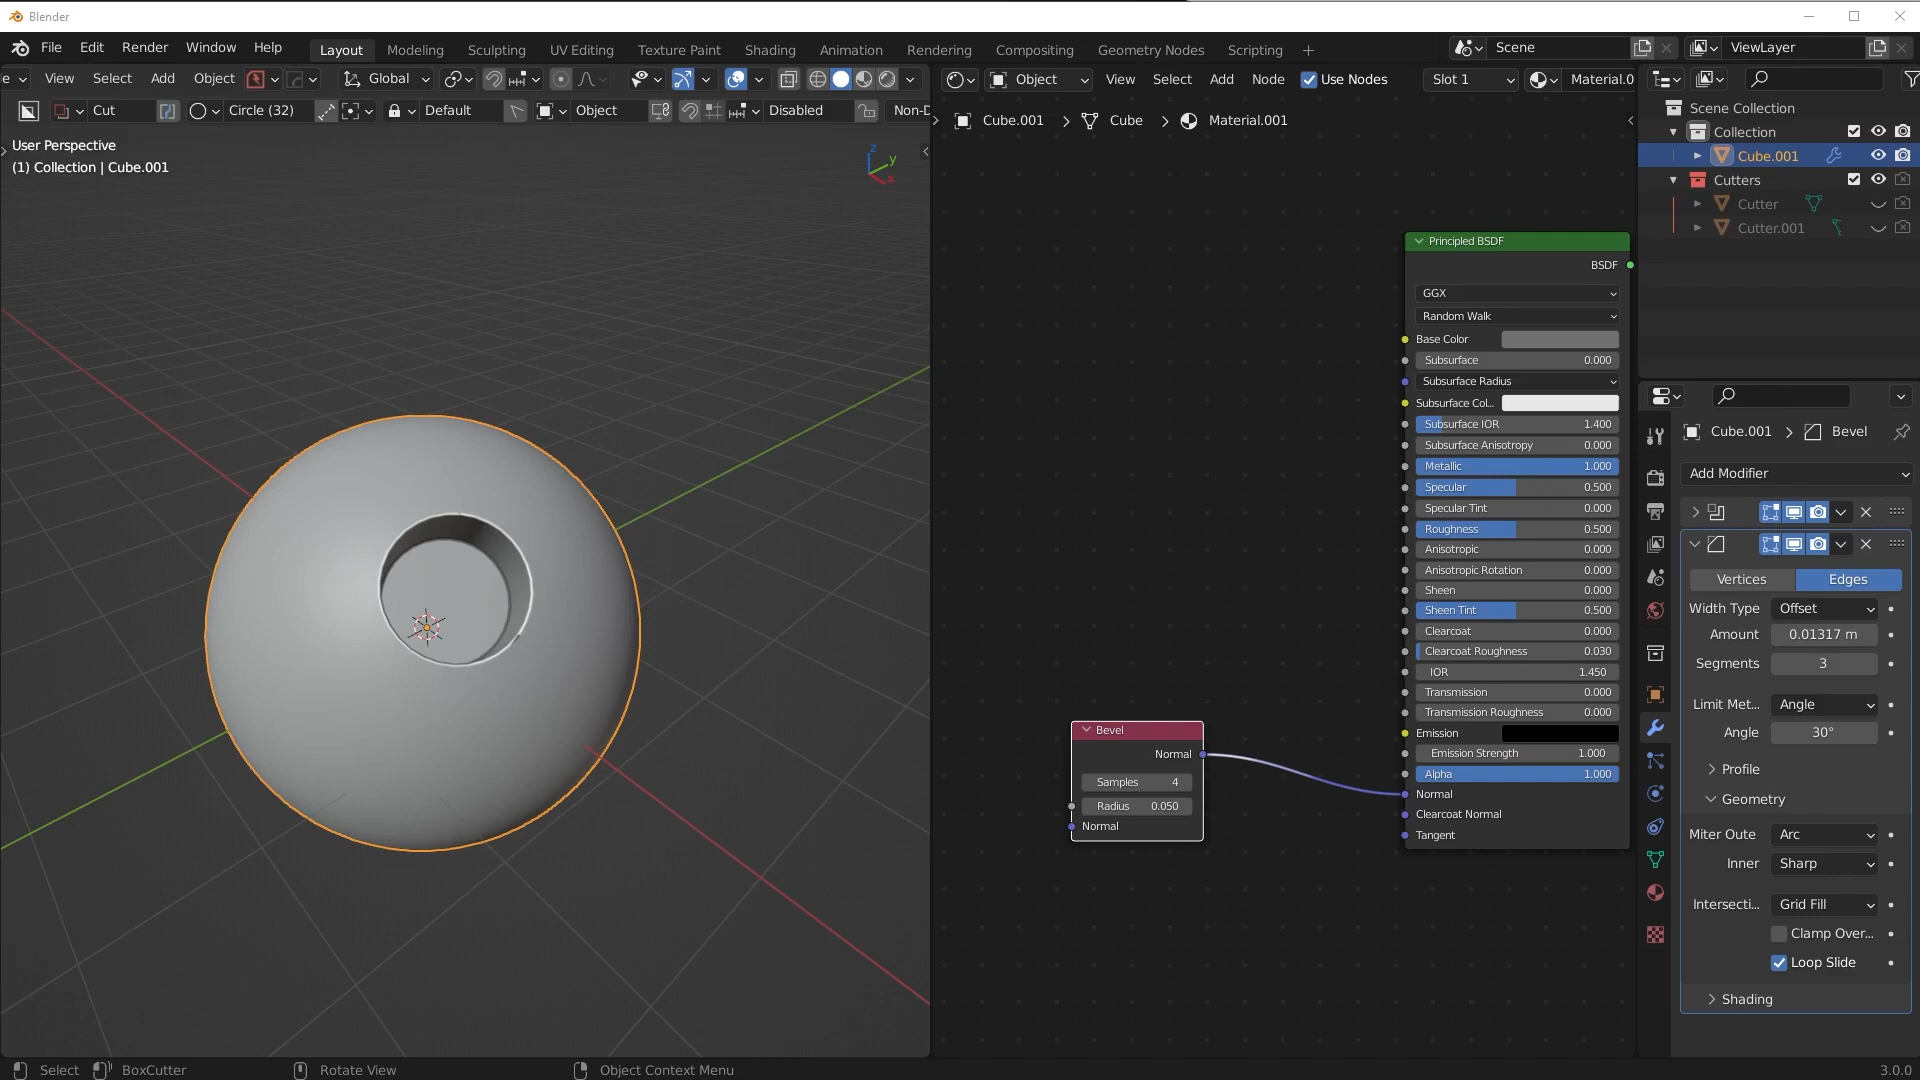 Blender
File Edit Render Window Help Layout Modeling Sculpting UV Editing Texture Paint Shading Animation Rendering Compositing Geometry Nodes Scripting Scene ViewLayer
e View Select Add Object Global
Cut Circle (32) Default Object Disabled Non-D
User Perspective
(1) Collection | Cube.001
z
y
x
Object View Select Add Node Use Nodes Slot 1 Material.0
Cube.001 Cube Material.001
Principled BSDF
BSDF
GGX
Random Walk
Base Color
Subsurface 0.000
Subsurface Radius
Subsurface Col...
Subsurface IOR 1.400
Subsurface Anisotropy 0.000
Metallic 1.000
Specular 0.500
Specular Tint 0.000
Roughness 0.500
Anisotropic 0.000
Anisotropic Rotation 0.000
Sheen 0.000
Sheen Tint 0.500
Clearcoat 0.000
Clearcoat Roughness 0.030
IOR 1.450
Transmission 0.000
Transmission Roughness 0.000
Emission
Emission Strength 1.000
Alpha 1.000
Normal
Clearcoat Normal
Tangent
Bevel
Normal
Samples 4
Radius 0.050
Normal
Scene Collection
Collection
Cube.001
Cutters
Cutter
Cutter.001
Cube.001 Bevel
Add Modifier
Vertices Edges
Width Type Offset
Amount 0.01317 m
Segments 3
Limit Met... Angle
Angle 30°
Profile
Geometry
Miter Oute Arc
Inner Sharp
Intersecti... Grid Fill
Clamp Over...
Loop Slide
Shading
Select BoxCutter Rotate View Object Context Menu 3.0.0